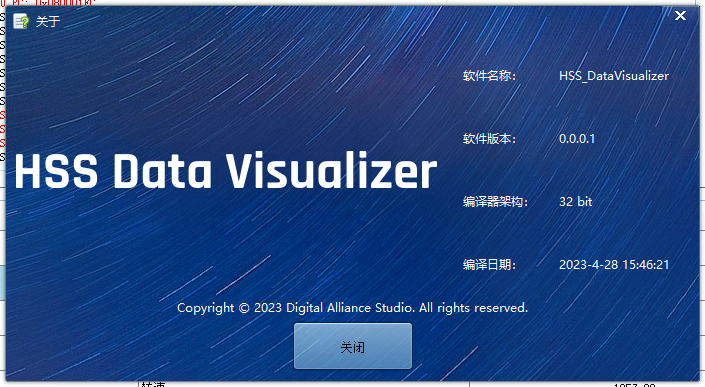 关于
软件名称： HSS_DataVisualizer
软件版本： 0.0.0.1
HSS Data Visualizer
编译器架构： 32 bit
编译日期： 2023-4-28 15:46:21
Copyright © 2023 Digital Alliance Studio. All rights reserved.
关闭
转速